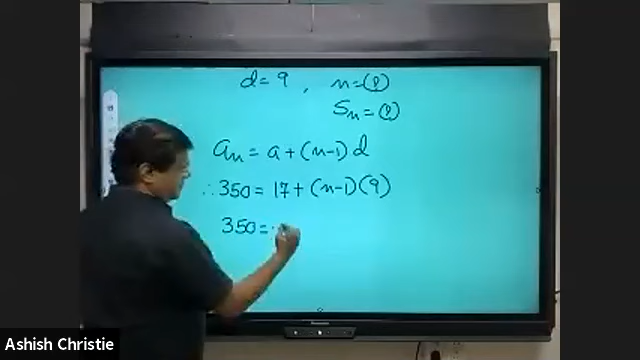 d = 9 , n = (?)
Sn = (?)
an = a + (n-1) d
∴ 350 = 17 + (n-1) (9)
350 =
Ashish Christie